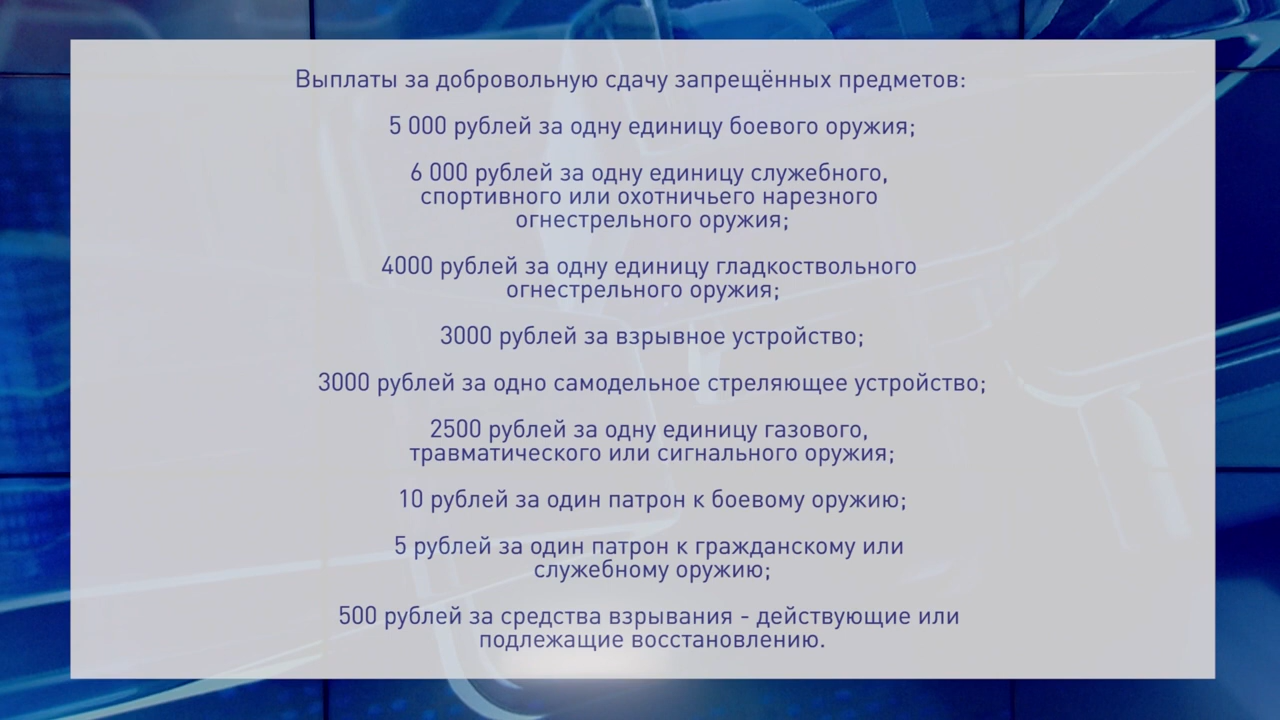 Выплаты за добровольную сдачу запрещённых предметов:
5 000 рублей за одну единицу боевого оружия;
6 000 рублей за одну единицу служебного,
спортивного или охотничьего нарезного
огнестрельного оружия;
4000 рублей за одну единицу гладкоствольного
огнестрельного оружия;
3000 рублей за взрывное устройство;
3000 рублей за одно самодельное стреляющее устройство;
2500 рублей за одну единицу газового,
травматического или сигнального оружия;
10 рублей за один патрон к боевому оружию;
5 рублей за один патрон к гражданскому или
служебному оружию;
500 рублей за средства взрывания - действующие или
подлежащие восстановлению.